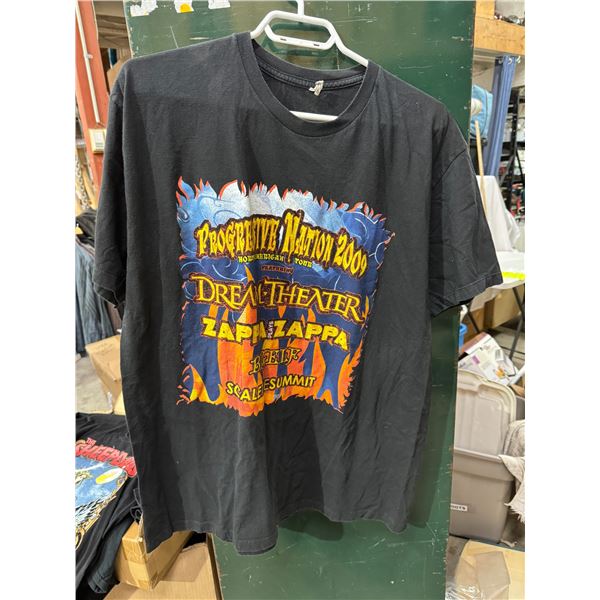 PROGRESSIVE NATION 2009
NORTH AMERICAN TOUR
FEATURING
DREAM THEATER
ZAPPA PLAYS ZAPPA
SCALE THE SUMMIT